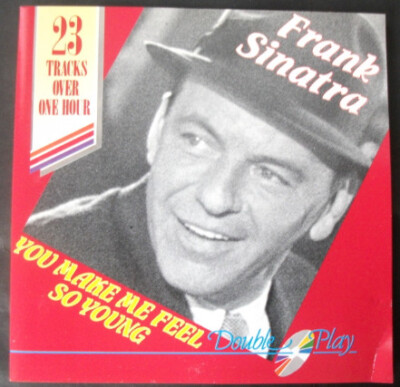 23
TRACKS
OVER
ONE HOUR
Frank
Sinatra
YOU MAKE ME FEEL
SO YOUNG
Double Play